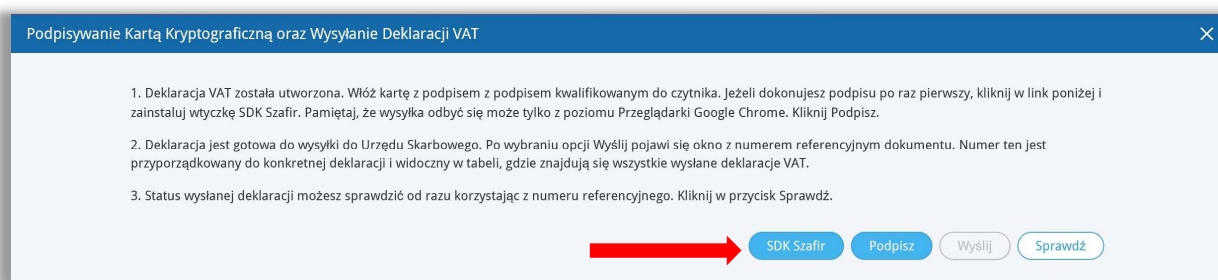 Podpisywanie Kartą Kryptograficzną oraz Wysyłanie Deklaracji VAT
1. Deklaracja VAT została utworzona. Włóż kartę z podpisem z podpisem kwalifikowanym do czytnika. Jeżeli dokonujesz podpisu po raz pierwszy, kliknij w link poniżej i
zainstaluj wtyczkę SDK Szafir. Pamiętaj, że wysyłka odbyć się może tylko z poziomu Przeglądarki Google Chrome. Kliknij Podpisz.
2. Deklaracja jest gotowa do wysyłki do Urzędu Skarbowego. Po wybraniu opcji Wyślij pojawi się okno z numerem referencyjnym dokumentu. Numer ten jest
przyporządkowany do konkretnej deklaracji i widoczny w tabeli, gdzie znajdują się wszystkie wysłane deklaracje VAT.
3. Status wysłanej deklaracji możesz sprawdzić od razu korzystając z numeru referencyjnego. Kliknij w przycisk Sprawdź.
SDK Szafir Podpisz Wyślij Sprawdź